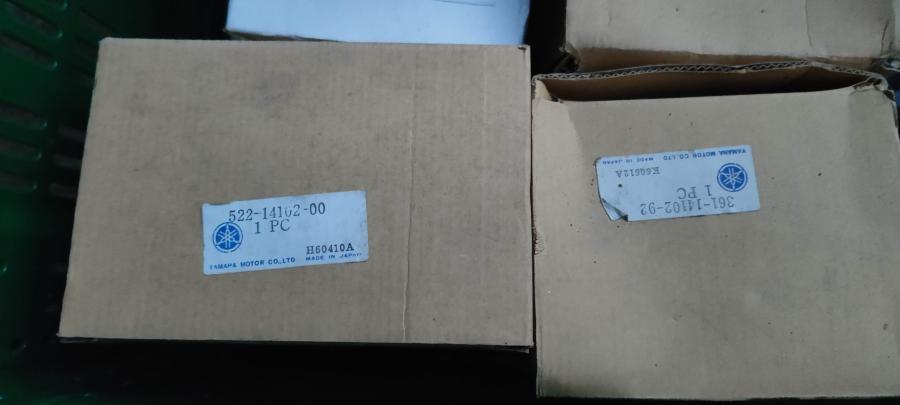 522-14102-00
1 PC
H60410A
YAMAHA MOTOR CO.,LTD MADE IN JAPAN
361-14102-92
1 PC
K60612A
YAMAHA MOTOR CO.,LTD MADE IN JAPAN